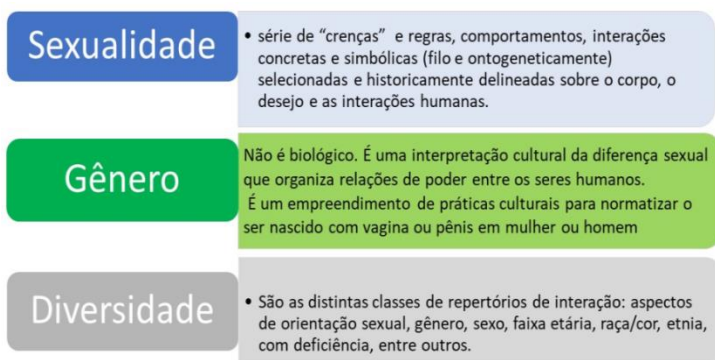 Sexualidade
• série de “crenças” e regras, comportamentos, interações
concretas e simbólicas (filo e ontogeneticamente)
selecionadas e historicamente delineadas sobre o corpo, o
desejo e as interações humanas.
Gênero
Não é biológico. É uma interpretação cultural da diferença sexual
que organiza relações de poder entre os seres humanos.
É um empreendimento de práticas culturais para normatizar o
ser nascido com vagina ou pênis em mulher ou homem
Diversidade
• São as distintas classes de repertórios de interação: aspectos
de orientação sexual, gênero, sexo, faixa etária, raça/cor, etnia,
com deficiência, entre outros.